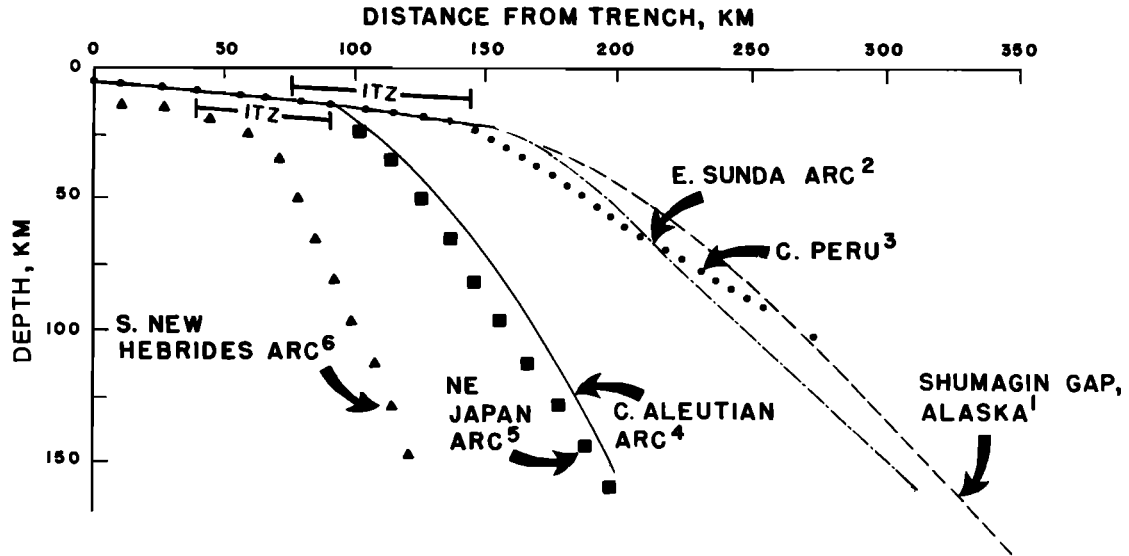 DISTANCE FROM TRENCH, KM
0 50 100 150 200 250 300 350
0
ITZ
ITZ
50
100
150
DEPTH, KM
E. SUNDA ARC²
C. PERU³
S. NEW
HEBRIDES ARC⁶
NE
JAPAN
ARC⁵
C. ALEUTIAN
ARC⁴
SHUMAGIN GAP,
ALASKA¹